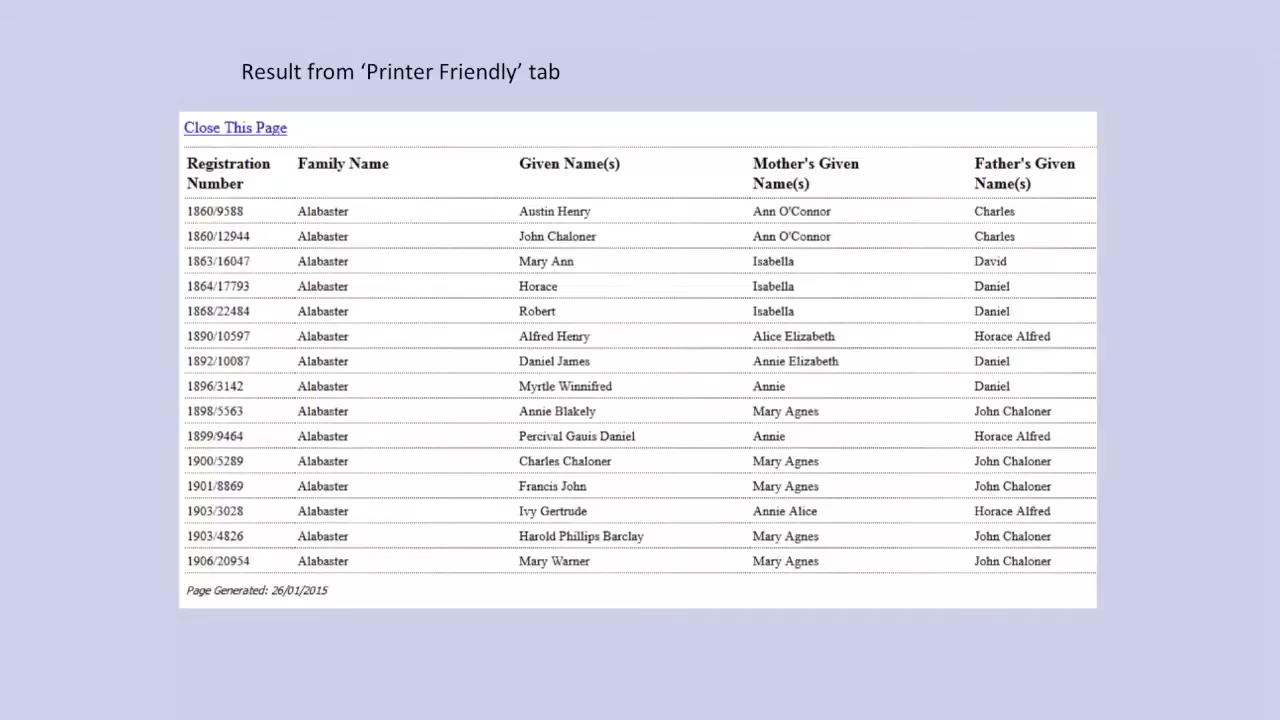 Result from ‘Printer Friendly’ tab
Close This Page
Registration Number Family Name Given Name(s) Mother's Given Name(s) Father's Given Name(s)
1860/9588 Alabaster Austin Henry Ann O'Connor Charles
1860/12944 Alabaster John Chaloner Ann O'Connor Charles
1863/16047 Alabaster Mary Ann Isabella David
1864/17793 Alabaster Horace Isabella Daniel
1868/22484 Alabaster Robert Isabella Daniel
1890/10597 Alabaster Alfred Henry Alice Elizabeth Horace Alfred
1892/10087 Alabaster Daniel James Annie Elizabeth Daniel
1896/3142 Alabaster Myrtle Winnifred Annie Daniel
1898/5563 Alabaster Annie Blakely Mary Agnes John Chaloner
1899/9464 Alabaster Percival Gauis Daniel Annie Horace Alfred
1900/5289 Alabaster Charles Chaloner Mary Agnes John Chaloner
1901/8869 Alabaster Francis John Mary Agnes John Chaloner
1903/3028 Alabaster Ivy Gertrude Annie Alice Horace Alfred
1903/4826 Alabaster Harold Phillips Barclay Mary Agnes John Chaloner
1906/20954 Alabaster Mary Warner Mary Agnes John Chaloner
Page Generated: 26/01/2015